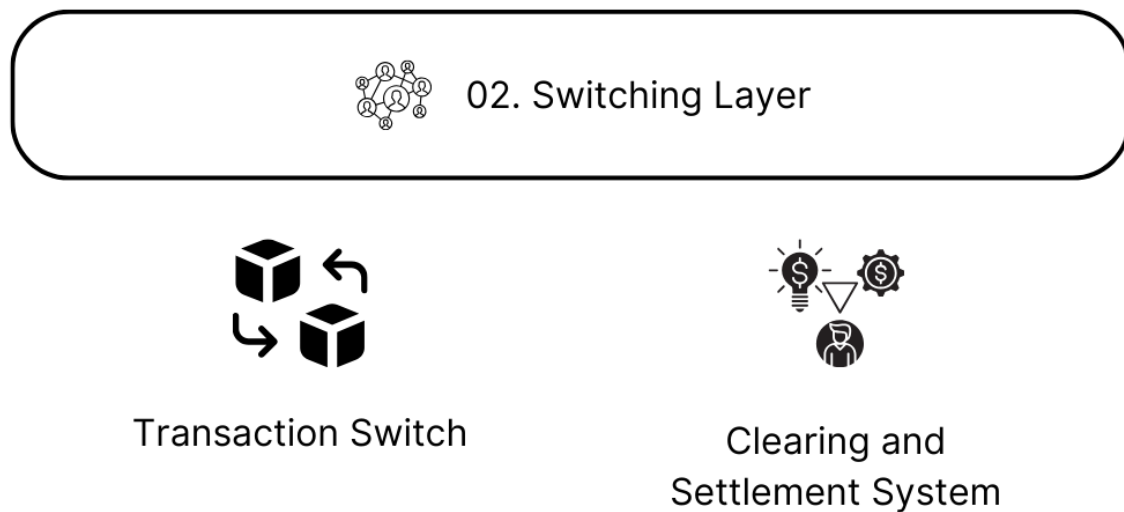 02. Switching Layer
Transaction Switch
Clearing and
Settlement System